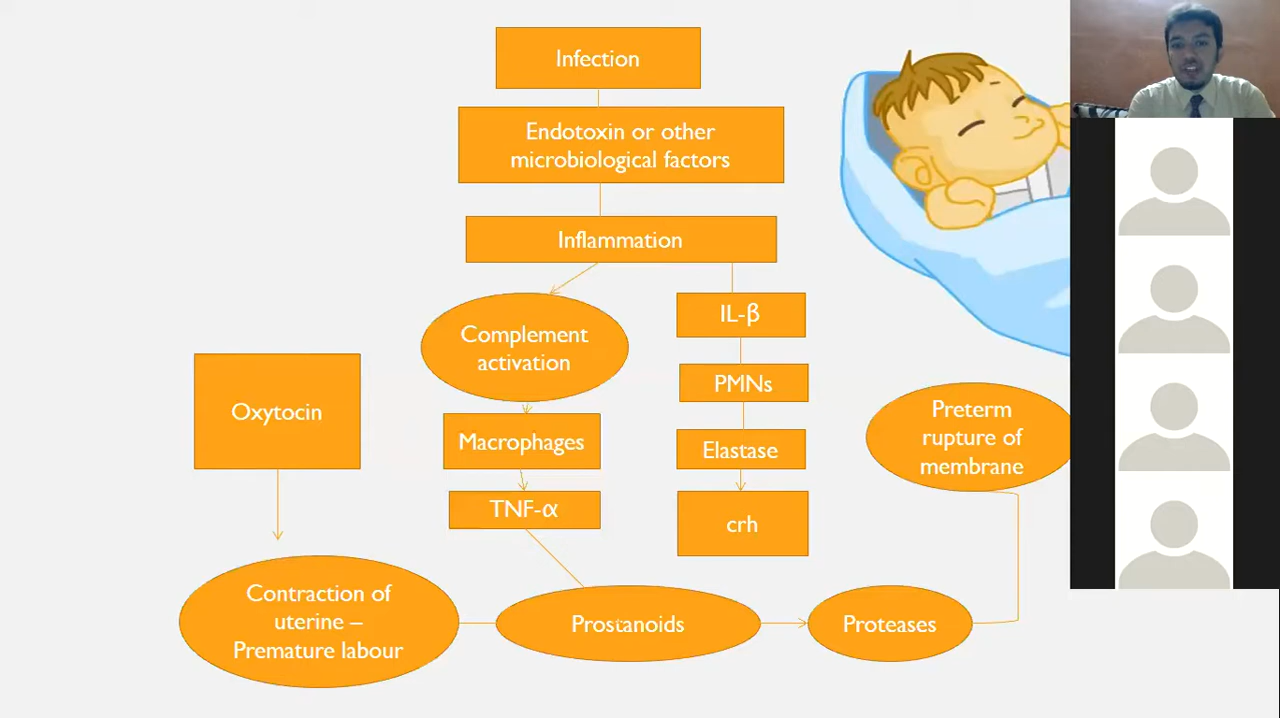 Infection
Endotoxin or other
microbiological factors
Inflammation
Complement
activation
IL-β
PMNs
Oxytocin
Macrophages
Elastase
Preterm
rupture of
membrane
TNF-α
crh
Contraction of
uterine –
Premature labour
Prostanoids
Proteases